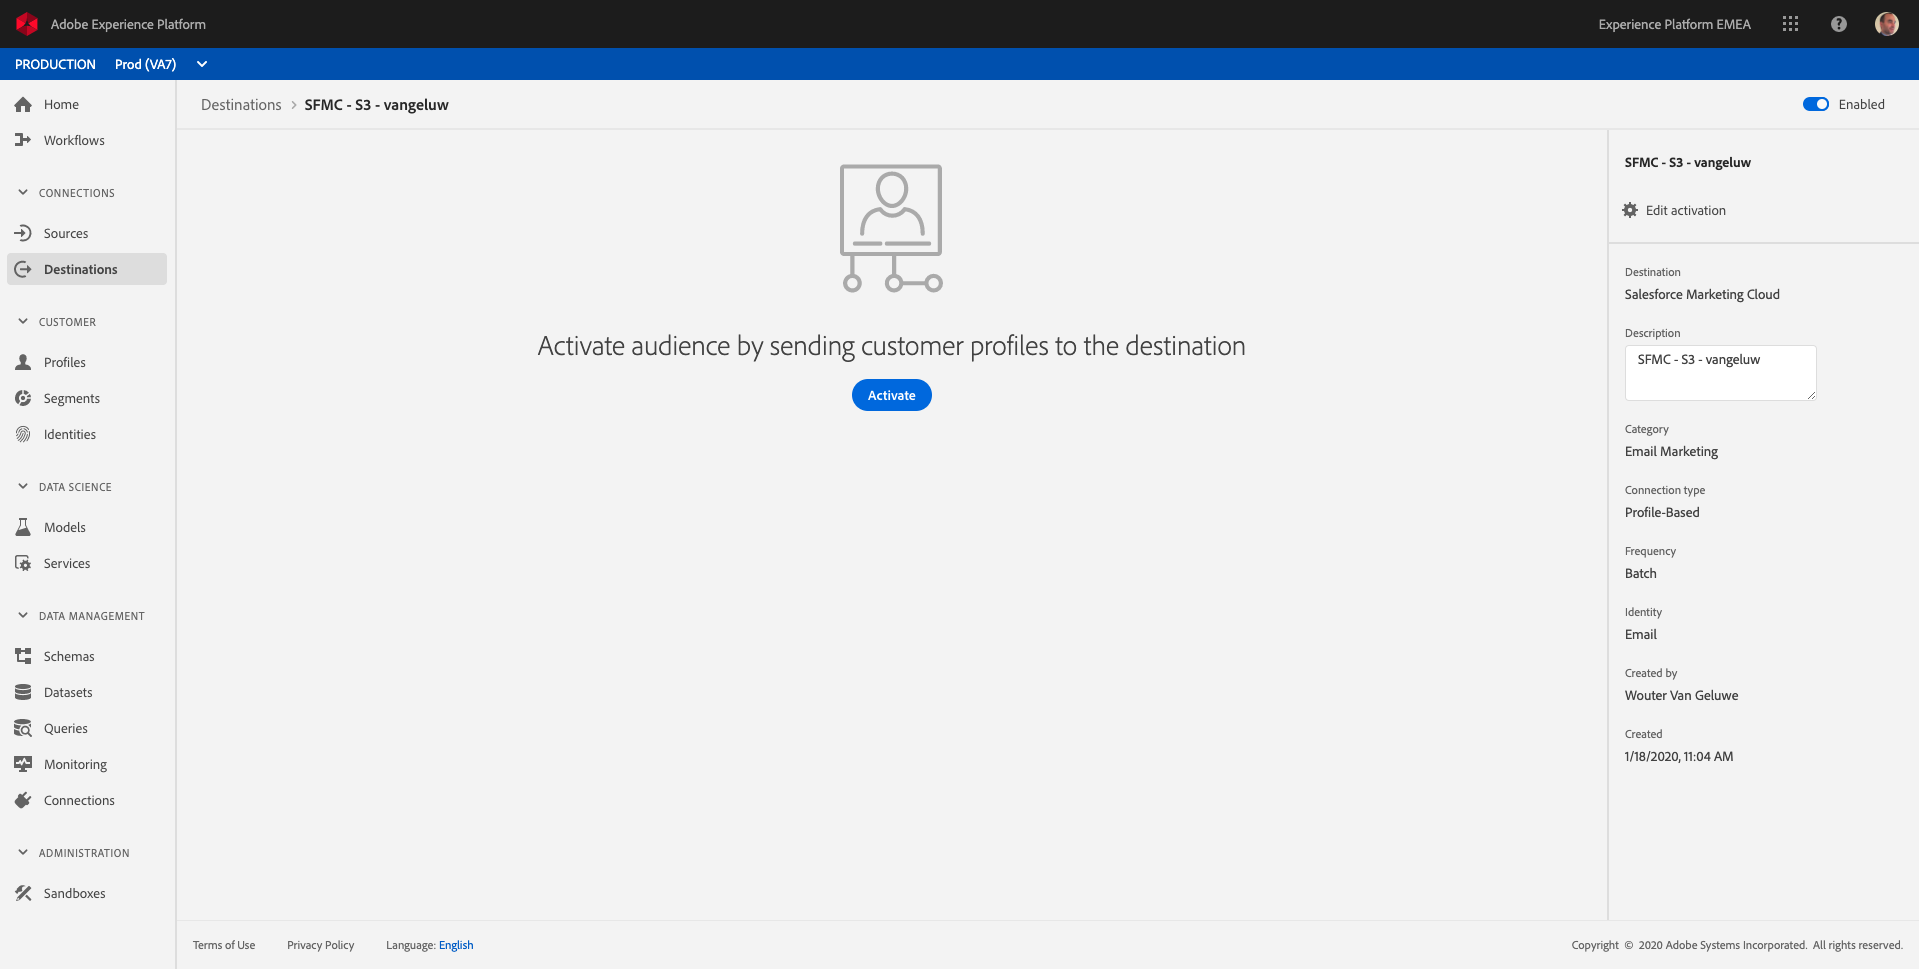 Adobe Experience Platform
Experience Platform EMEA
PRODUCTION Prod (VA7)
Home
Workflows
CONNECTIONS
Sources
Destinations
CUSTOMER
Profiles
Segments
Identities
DATA SCIENCE
Models
Services
DATA MANAGEMENT
Schemas
Datasets
Queries
Monitoring
Connections
ADMINISTRATION
Sandboxes
Destinations > SFMC - S3 - vangeluw
Enabled
Activate audience by sending customer profiles to the destination
Activate
SFMC - S3 - vangeluw
Edit activation
Destination
Salesforce Marketing Cloud
Description
SFMC - S3 - vangeluw
Category
Email Marketing
Connection type
Profile-Based
Frequency
Batch
Identity
Email
Created by
Wouter Van Geluwe
Created
1/18/2020, 11:04 AM
Terms of Use Privacy Policy Language: English
Copyright © 2020 Adobe Systems Incorporated. All rights reserved.